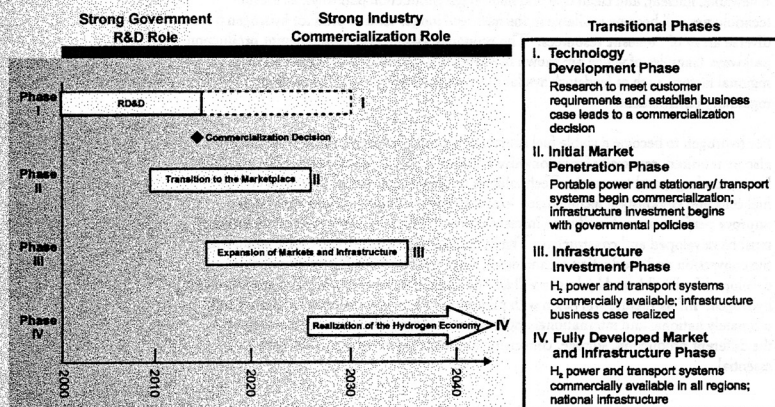 Strong Government
R&D Role
Strong Industry
Commercialization Role
Phase
I
RD&D
I
Commercialization Decision
Phase
II
Transition to the Marketplace
II
Phase
III
Expansion of Markets and Infrastructure
III
Phase
IV
Realization of the Hydrogen Economy
IV
2000
2010
2020
2030
2040
Transitional Phases
I. Technology
Development Phase
Research to meet customer
requirements and establish business
case leads to a commercialization
decision
II. Initial Market
Penetration Phase
Portable power and stationary/ transport
systems begin commercialization;
infrastructure investment begins
with governmental policies
III. Infrastructure
Investment Phase
H₂ power and transport systems
commercially available; infrastructure
business case realized
IV. Fully Developed Market
and Infrastructure Phase
H₂ power and transport systems
commercially available in all regions;
national infrastructure